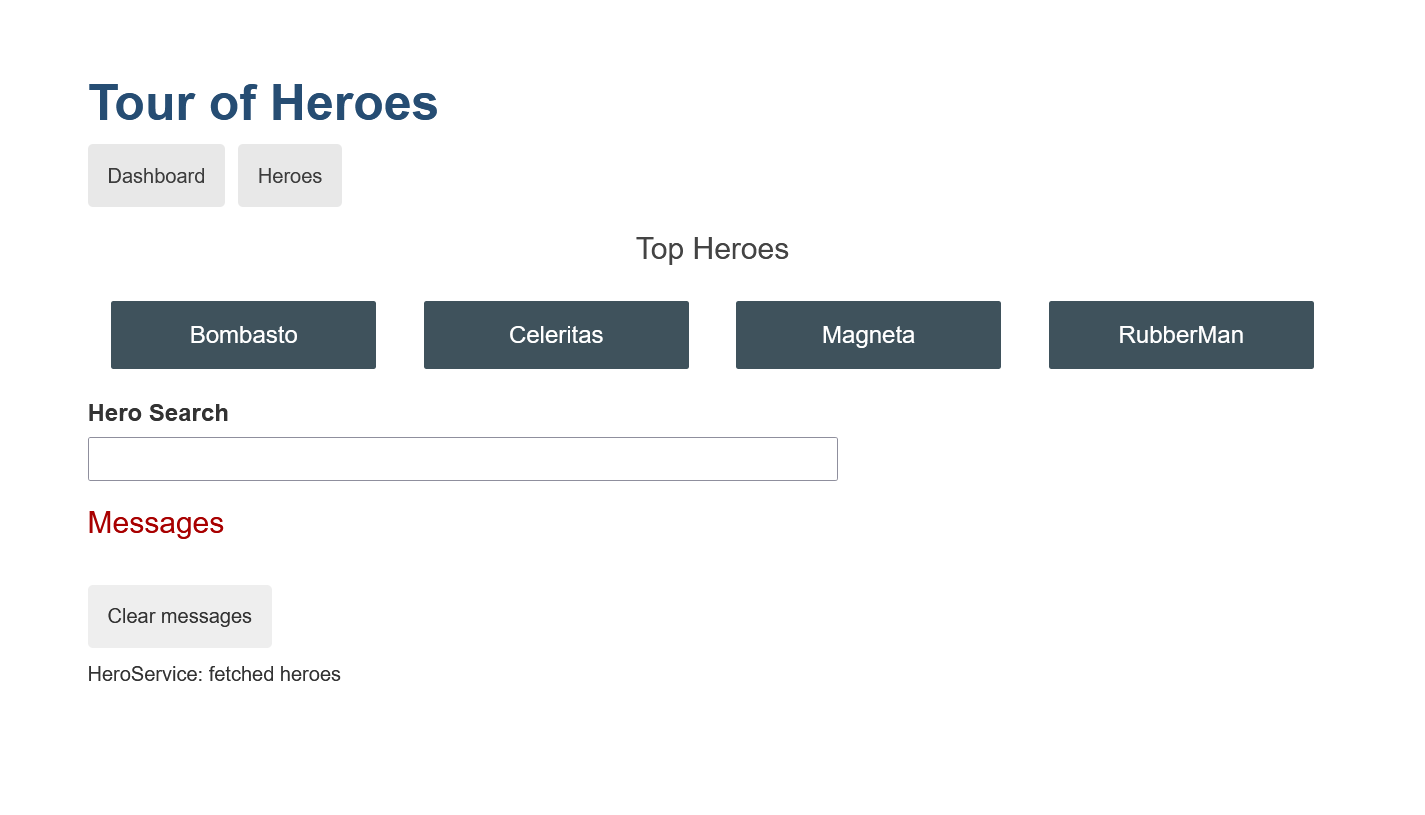 Tour of Heroes
Dashboard Heroes
Top Heroes
Bombasto Celeritas Magneta RubberMan
Hero Search
Messages
Clear messages
HeroService: fetched heroes